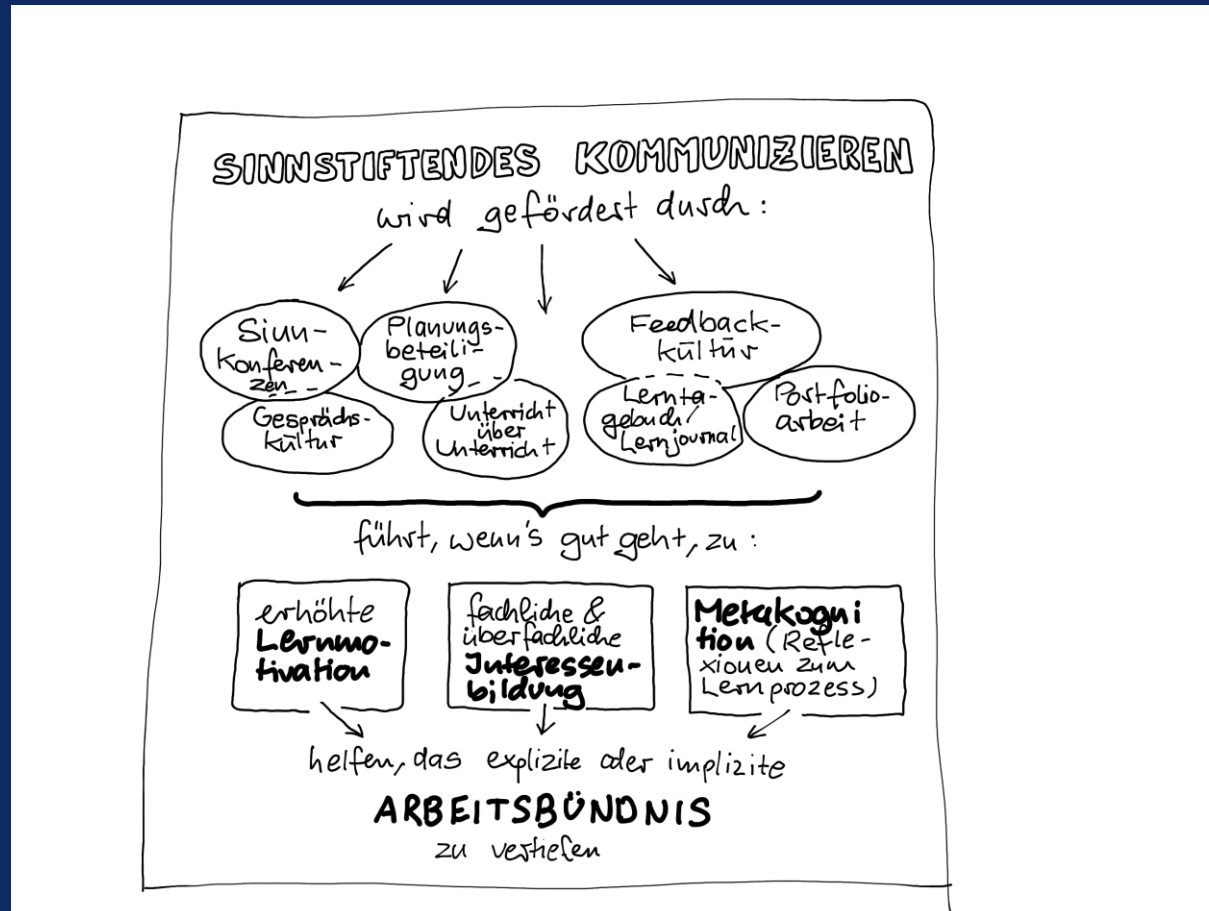 SINNSTIFTENDES KOMMUNIZIEREN
wird gefördert durch:
Sinn-
Konferen-
zen
Planungs-
beteili-
gung
Feedback-
kultur
Gesprächs-
kultur
Unterricht
über
Unterricht
Lernta-
gebuch/
Lernjournal
Portfolio-
arbeit
führt, wenn's gut geht, zu:
erhöhte
Lernmo-
tivation
fachliche &
überfachliche
Interessen-
bildung
Metakogni
tion (Refle-
xionen zum
Lernprozess)
helfen, das explizite oder implizite
ARBEITSBÜNDNIS
zu vertiefen